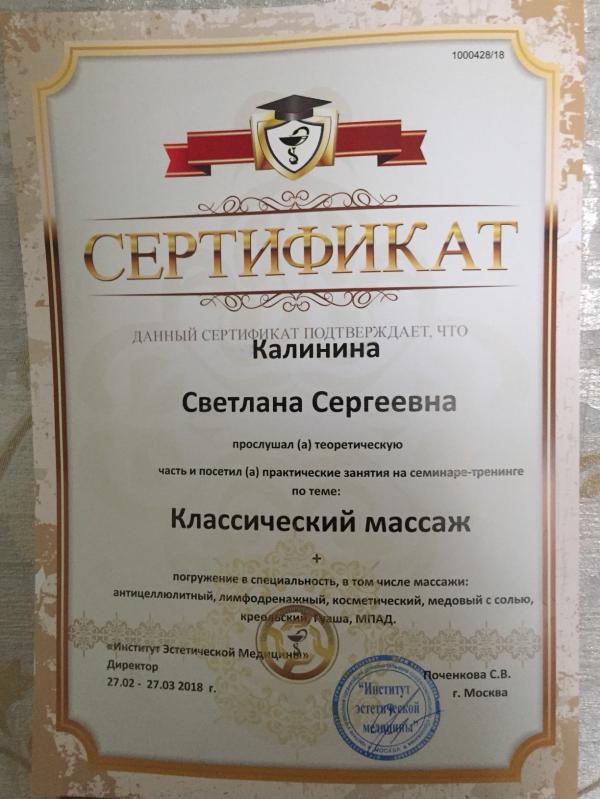 1000428/18
СЕРТИФИКАТ
ДАННЫЙ СЕРТИФИКАТ ПОДТВЕРЖДАЕТ, ЧТО
Калинина
Светлана Сергеевна
прослушал (а) теоретическую
часть и посетил (а) практические занятия на семинаре-тренинге
по теме:
Классический массаж
+
погружение в специальность, в том числе массажи:
антицеллюлитный, лимфодренажный, косметический, медовый с солью,
креольский, Гуаша, МПАД.
«Институт Эстетической Медицины»
Директор
Поченкова С.В.
27.02 - 27.03 2018 г.
г. Москва
"Институт
эстетической
медицины"
МОСКВА